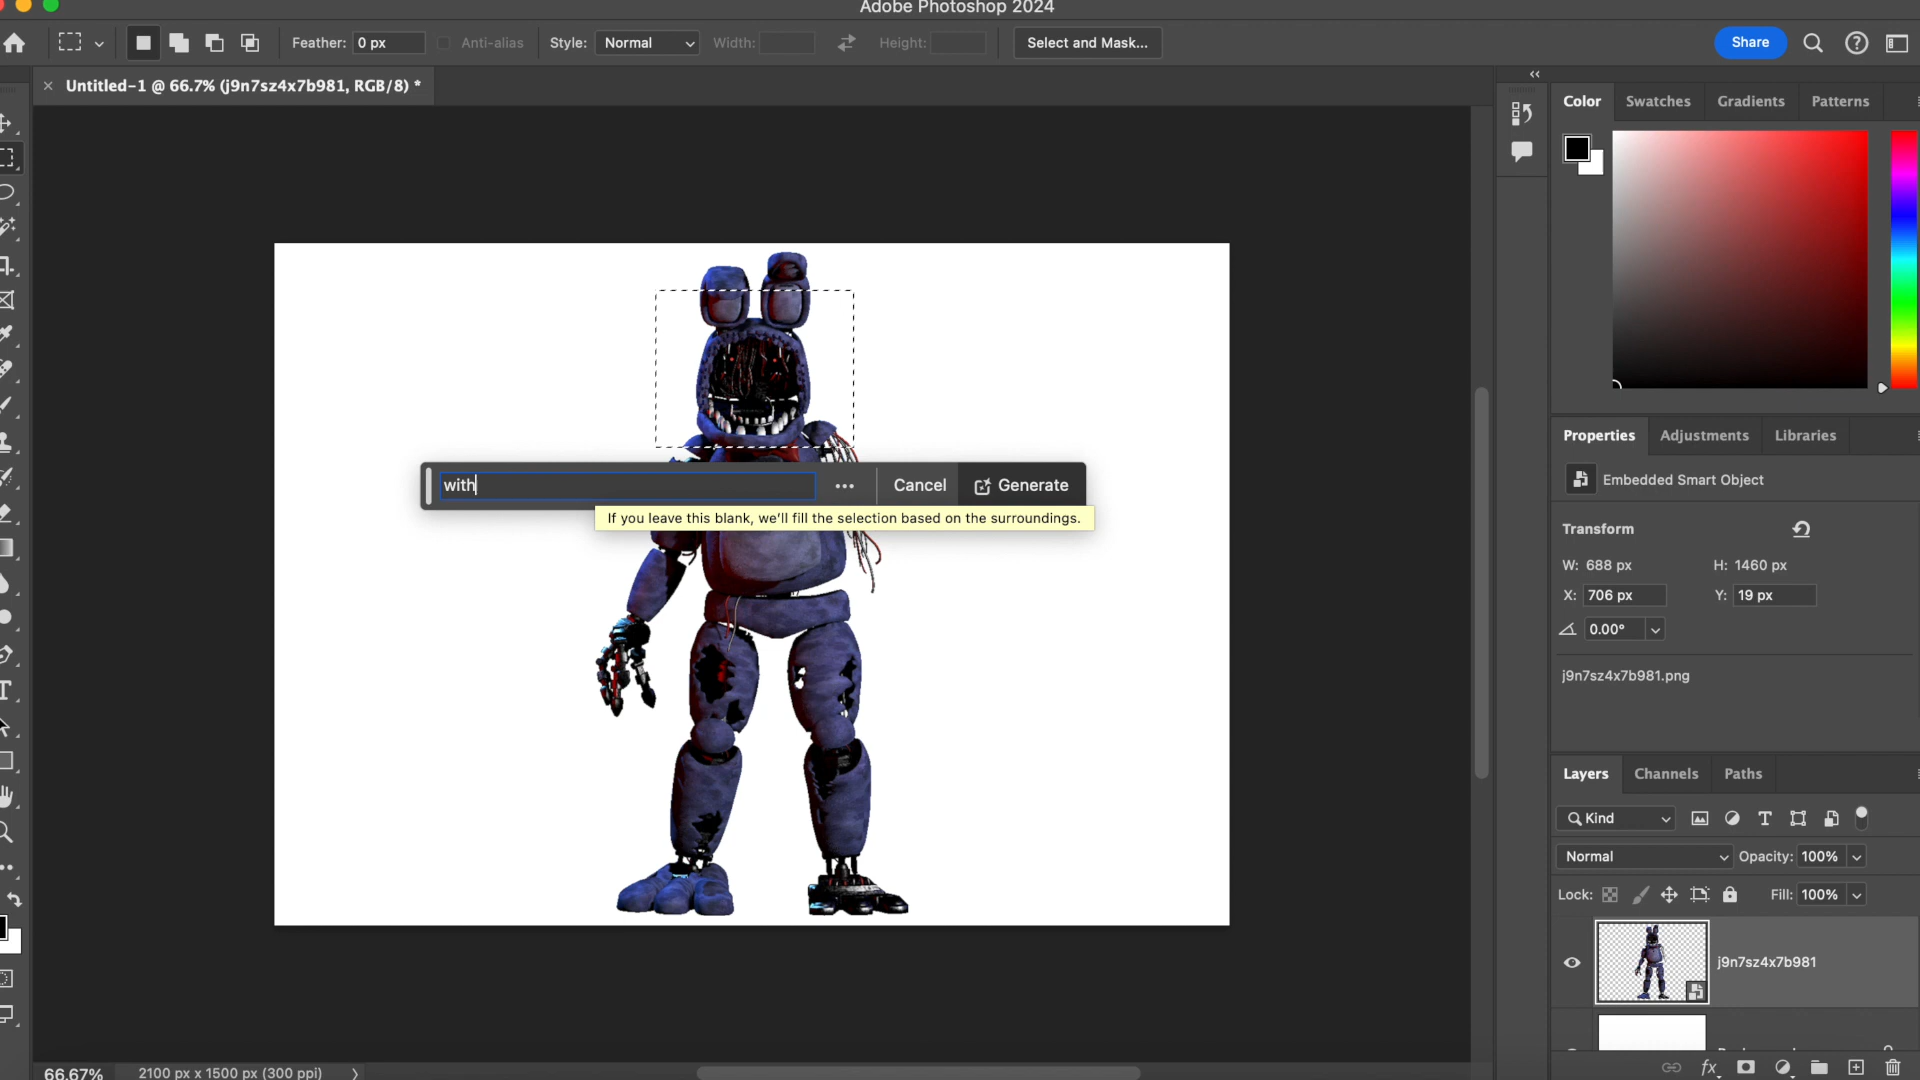 Adobe Photoshop 2024
Feather: 0 px Anti-alias Style: Normal Width: Height: Select and Mask... Share
Untitled-1 @ 66.7% (j9n7sz4x7b981, RGB/8) *
Color Swatches Gradients Patterns
with
Cancel Generate
If you leave this blank, we'll fill the selection based on the surroundings.
Properties Adjustments Libraries
Embedded Smart Object
Transform
W: 688 px H: 1460 px
X: 706 px Y: 19 px
0.00°
j9n7sz4x7b981.png
Layers Channels Paths
Kind
Normal Opacity: 100%
Lock: Fill: 100%
j9n7sz4x7b981
66.67% 2100 px x 1500 px (300 ppi)